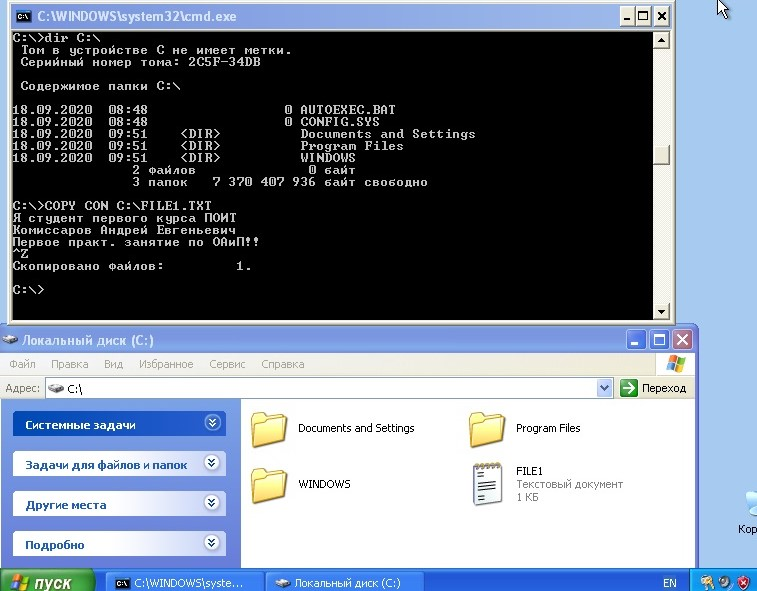 C:\WINDOWS\system32\cmd.exe
C:\>dir C:\
Том в устройстве C не имеет метки.
Серийный номер тома: 2C5F-34DB
Содержимое папки C:\
18.09.2020 08:48 0 AUTOEXEC.BAT
18.09.2020 08:48 0 CONFIG.SYS
18.09.2020 09:51 <DIR> Documents and Settings
18.09.2020 09:51 <DIR> Program Files
18.09.2020 09:51 <DIR> WINDOWS
2 файлов 0 байт
3 папок 7 370 407 936 байт свободно
C:\>COPY CON C:\FILE1.TXT
Я студент первого курса ПОИТ
Комиссаров Андрей Евгеньевич
Первое практ. занятие по ОАиП!!
^Z
Скопировано файлов: 1.
C:\>
Локальный диск (C:)
Файл Правка Вид Избранное Сервис Справка
Адрес: C:\ Переход
Системные задачи
Задачи для файлов и папок
Другие места
Подробно
Documents and Settings Program Files
WINDOWS FILE1
Текстовый документ
1 КБ
Кор
пуск C:\WINDOWS\syste... Локальный диск (C:) EN